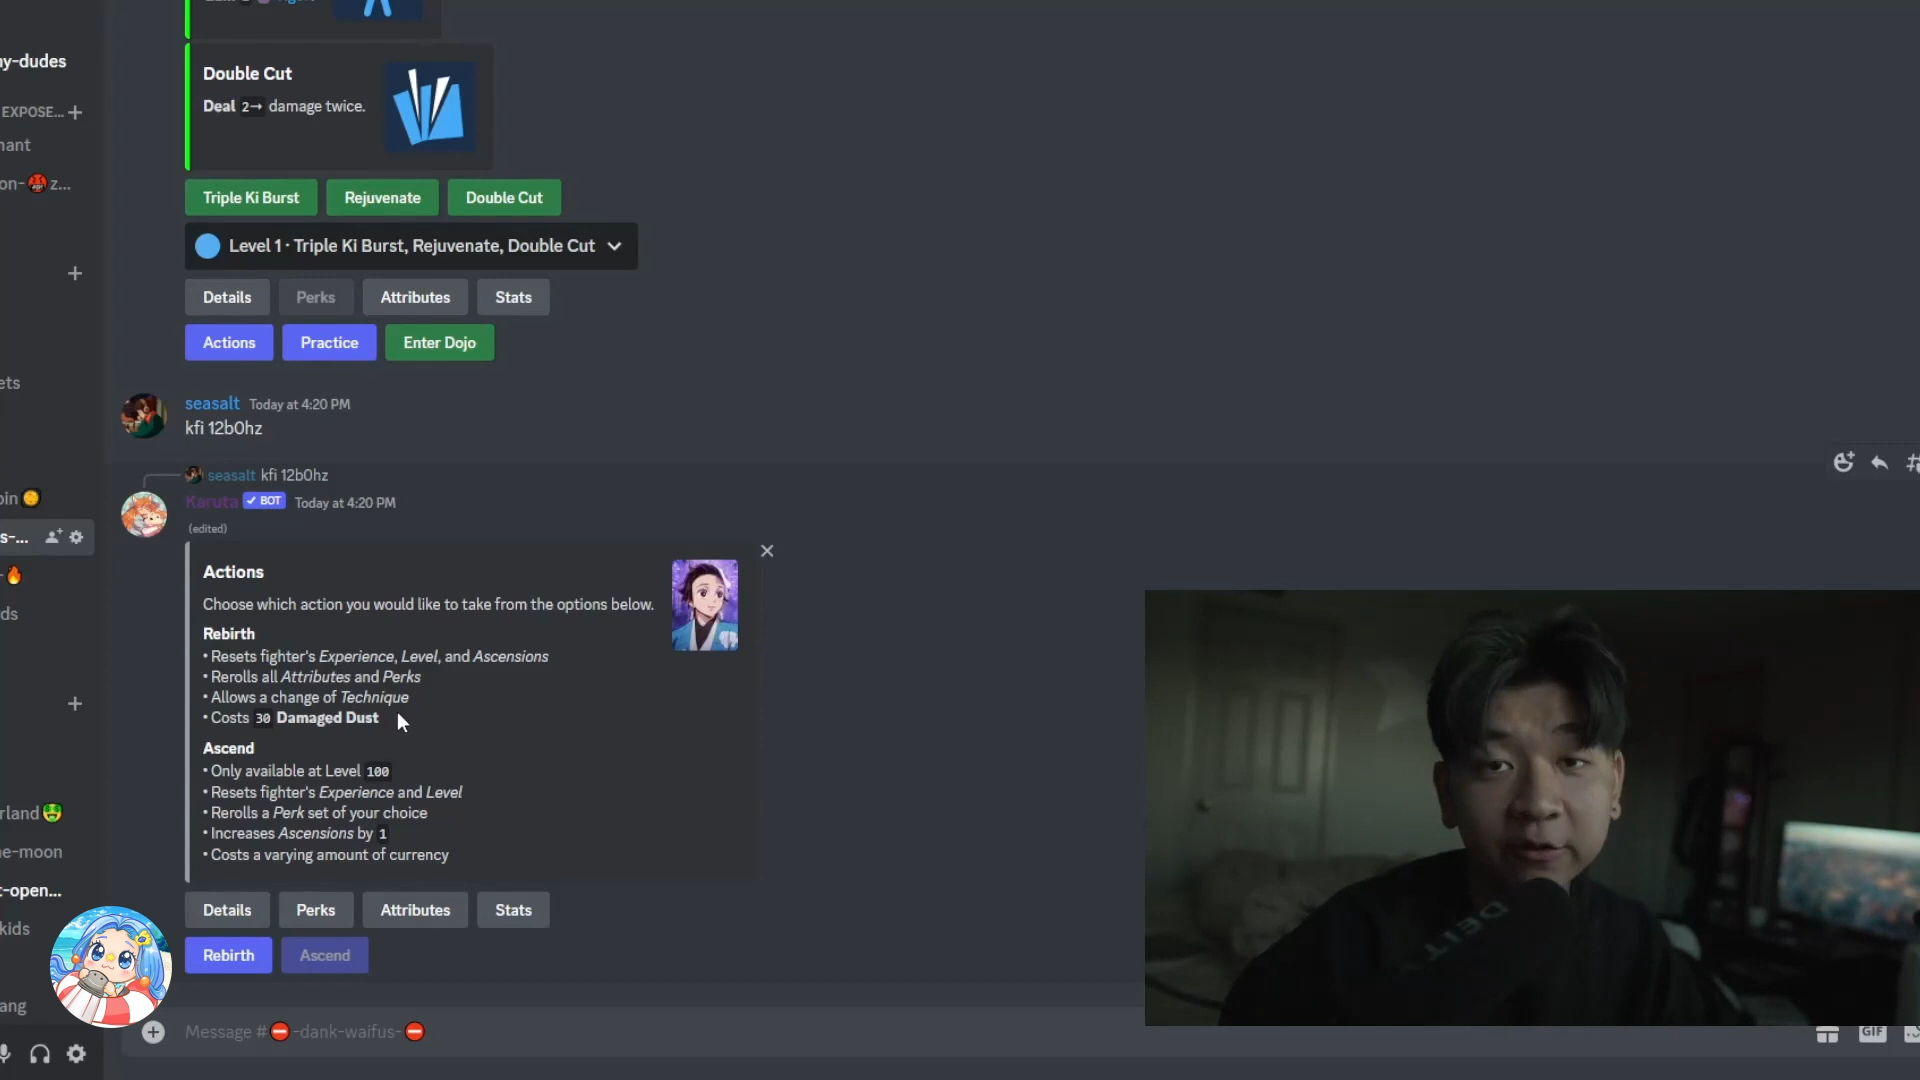 ny-dudes
EXPOSE...
Double Cut
Deal 2→ damage twice.
nant
on- z...
Triple Ki Burst
Rejuvenate
Double Cut
Level 1 · Triple Ki Burst, Rejuvenate, Double Cut
Details
Perks
Attributes
Stats
Actions
Practice
Enter Dojo
ets
seasalt Today at 4:20 PM
kfi 12b0hz
seasalt kfi 12b0hz
Karuta ✓ BOT Today at 4:20 PM
(edited)
oin
s-...
Actions
Choose which action you would like to take from the options below.
Rebirth
• Resets fighter's Experience, Level, and Ascensions
• Rerolls all Attributes and Perks
• Allows a change of Technique
• Costs 30 Damaged Dust
Ascend
• Only available at Level 100
• Resets fighter's Experience and Level
• Rerolls a Perk set of your choice
• Increases Ascensions by 1
• Costs a varying amount of currency
ds
rland
ne-moon
t-open...
kids
ang
Details
Perks
Attributes
Stats
Rebirth
Ascend
Message #⛔-dank-waifus-⛔
GIF